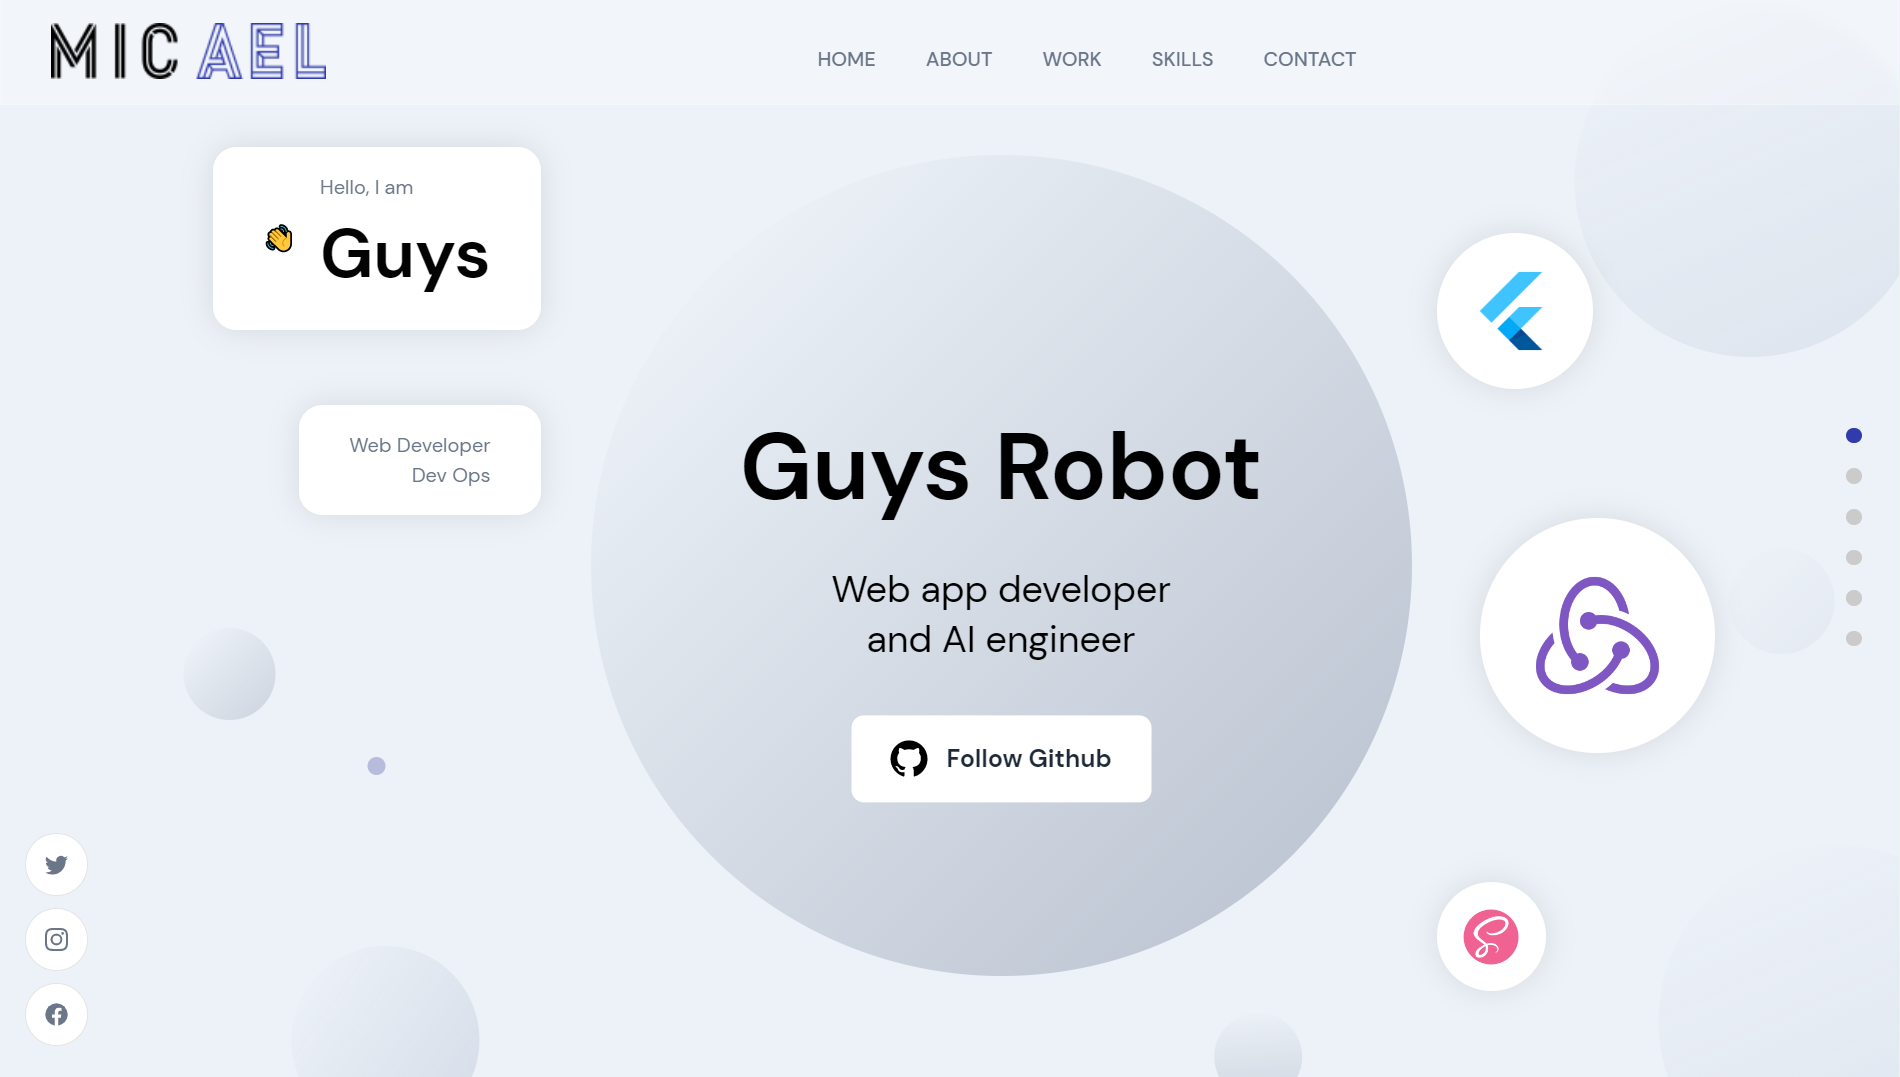 MICAEL
HOME ABOUT WORK SKILLS CONTACT
Hello, I am
👋 Guys
Web Developer
Dev Ops
Guys Robot
Web app developer
and AI engineer
Follow Github